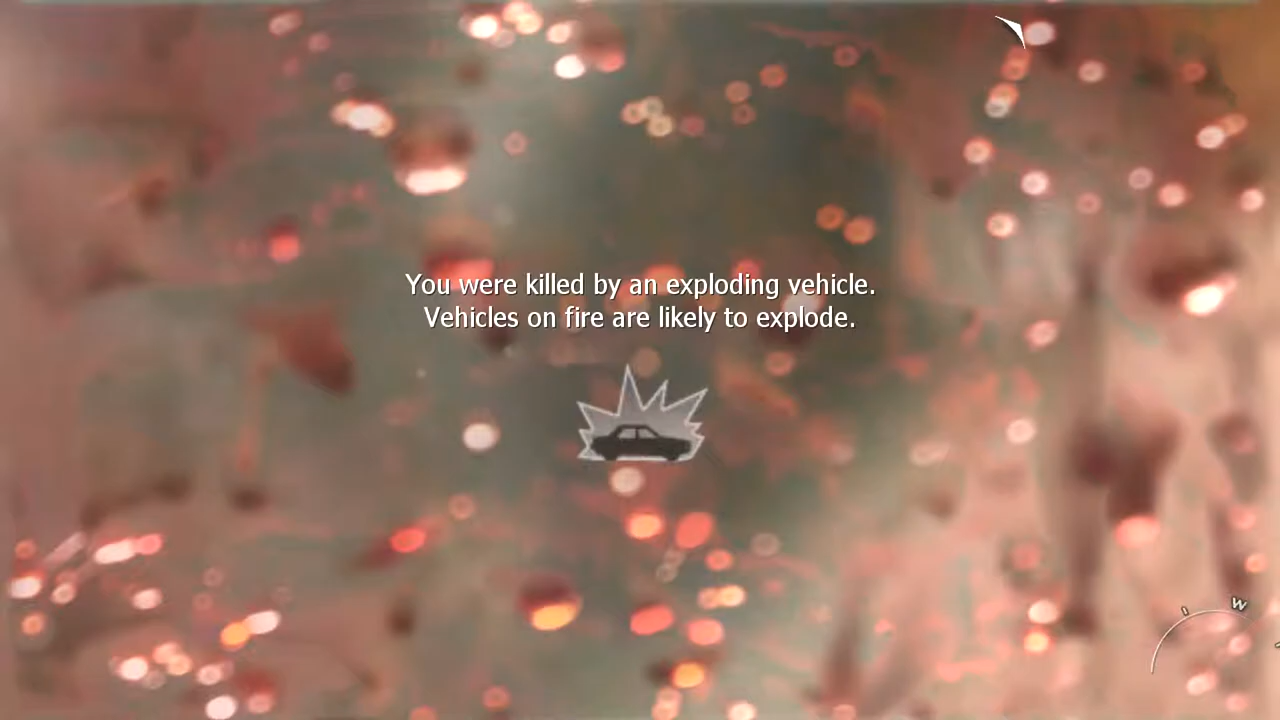 You were killed by an exploding vehicle.
Vehicles on fire are likely to explode.
W